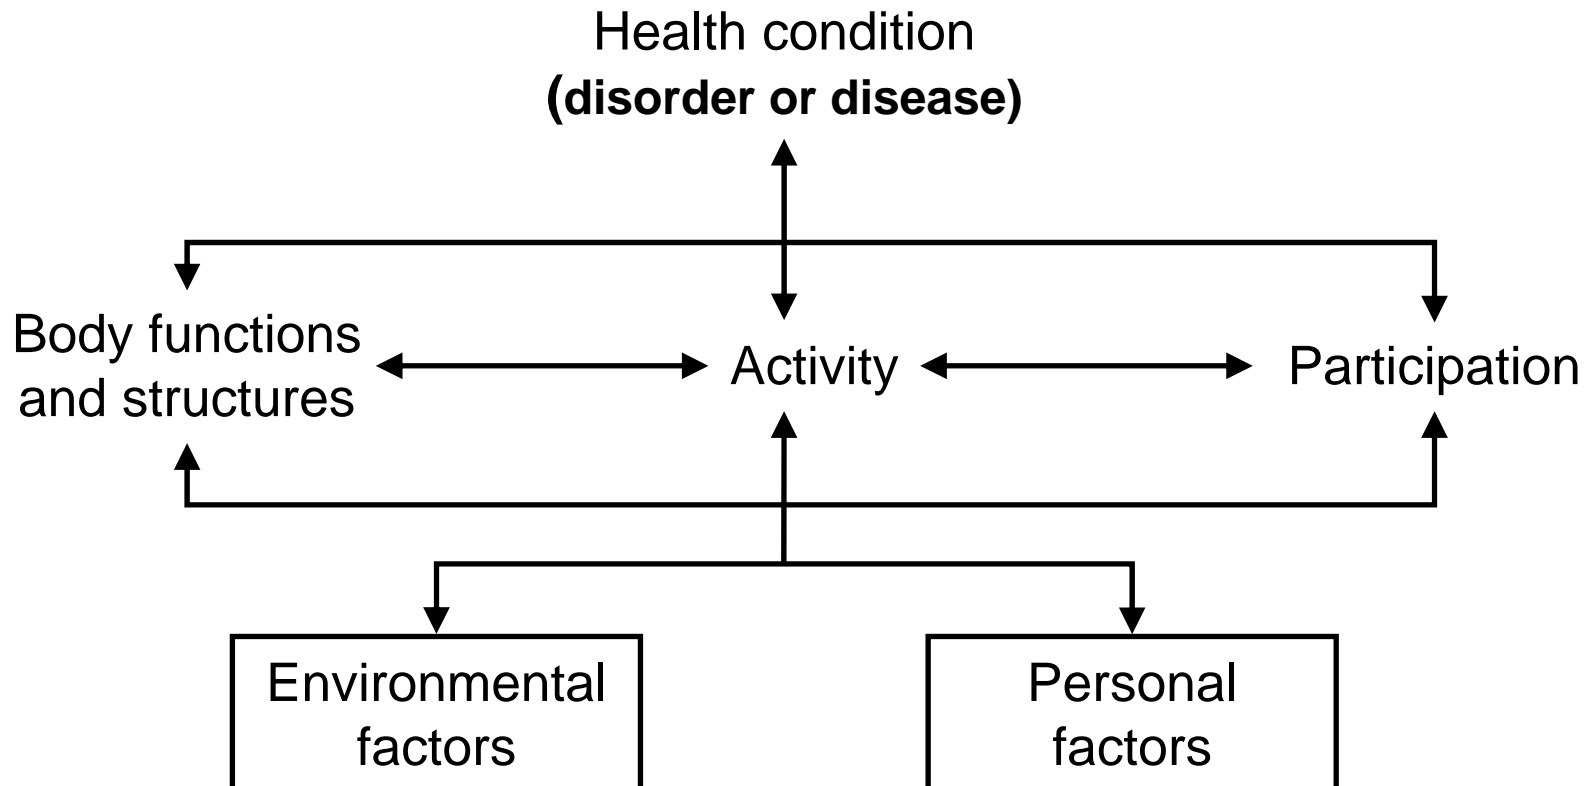 Health condition
(disorder or disease)
Body functions
and structures
Activity
Participation
Environmental
factors
Personal
factors